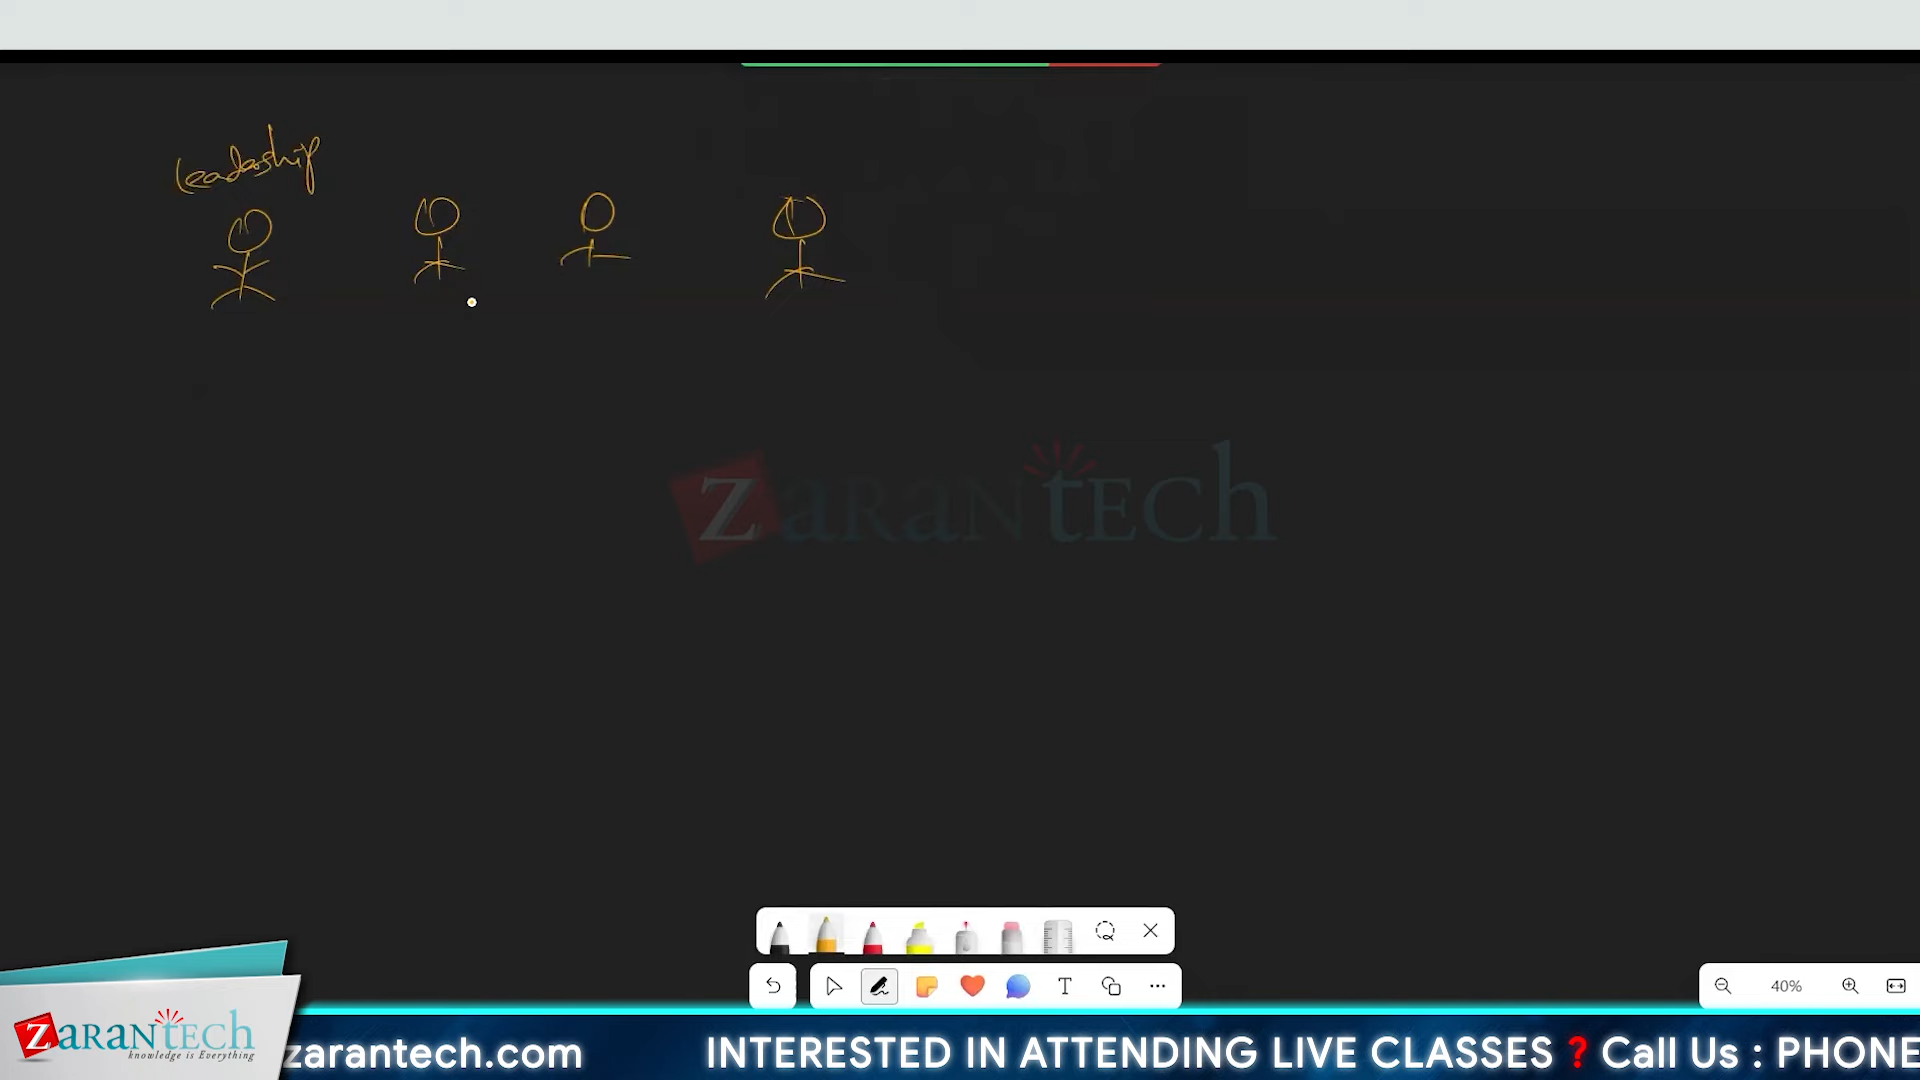 Leadership
ZaranTech
40%
ZaranTech
knowledge is Everything
zarantech.com
INTERESTED IN ATTENDING LIVE CLASSES ❓ Call Us : PHONE